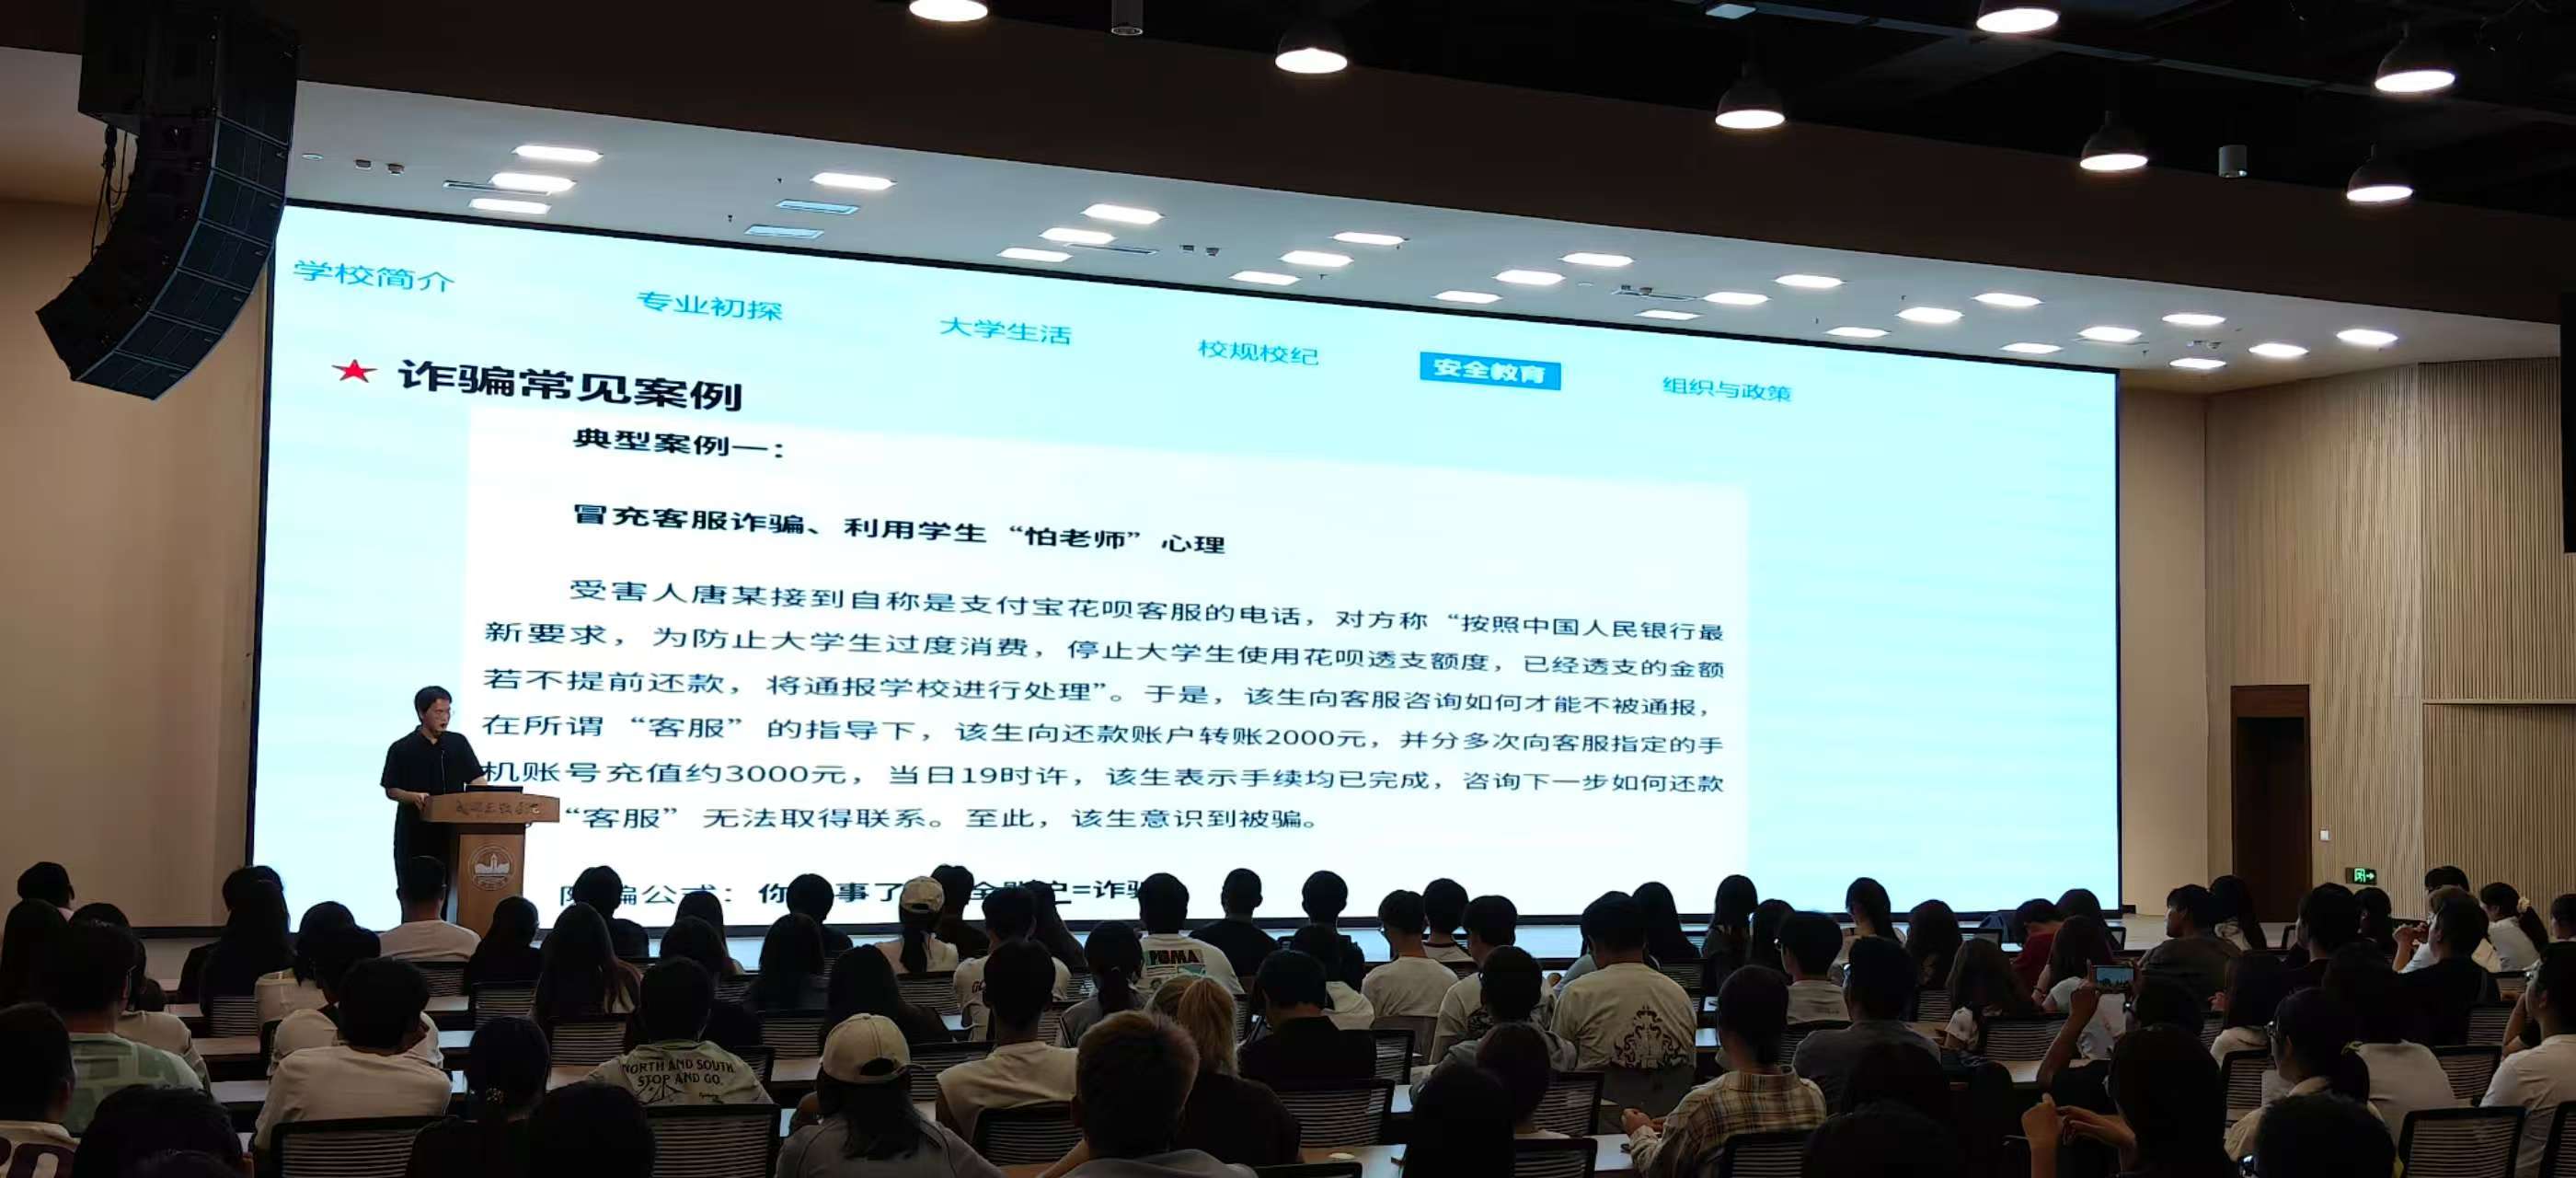 学校简介
专业初探
大学生活
校规校纪
安全教育
组织与政策
诈骗常见案例
典型案例一：
冒充客服诈骗、利用学生“怕老师”心理
受害人唐某接到自称是支付宝花呗客服的电话，对方称“按照中国人民银行最
新要求，为防止大学生过度消费，停止大学生使用花呗透支额度，已经透支的金额
若不提前还款，将通报学校进行处理”。于是，该生向客服咨询如何才能不被通报，
在所谓“客服”的指导下，该生向还款账户转账2000元，并分多次向客服指定的手
机账号充值约3000元，当日19时许，该生表示手续均已完成，咨询下一步如何还款
“客服”无法取得联系。至此，该生意识到被骗。
骗公式：你 事了 全账户=诈骗
PUMA
NORTH AND SOUTH
STOP AND GO.